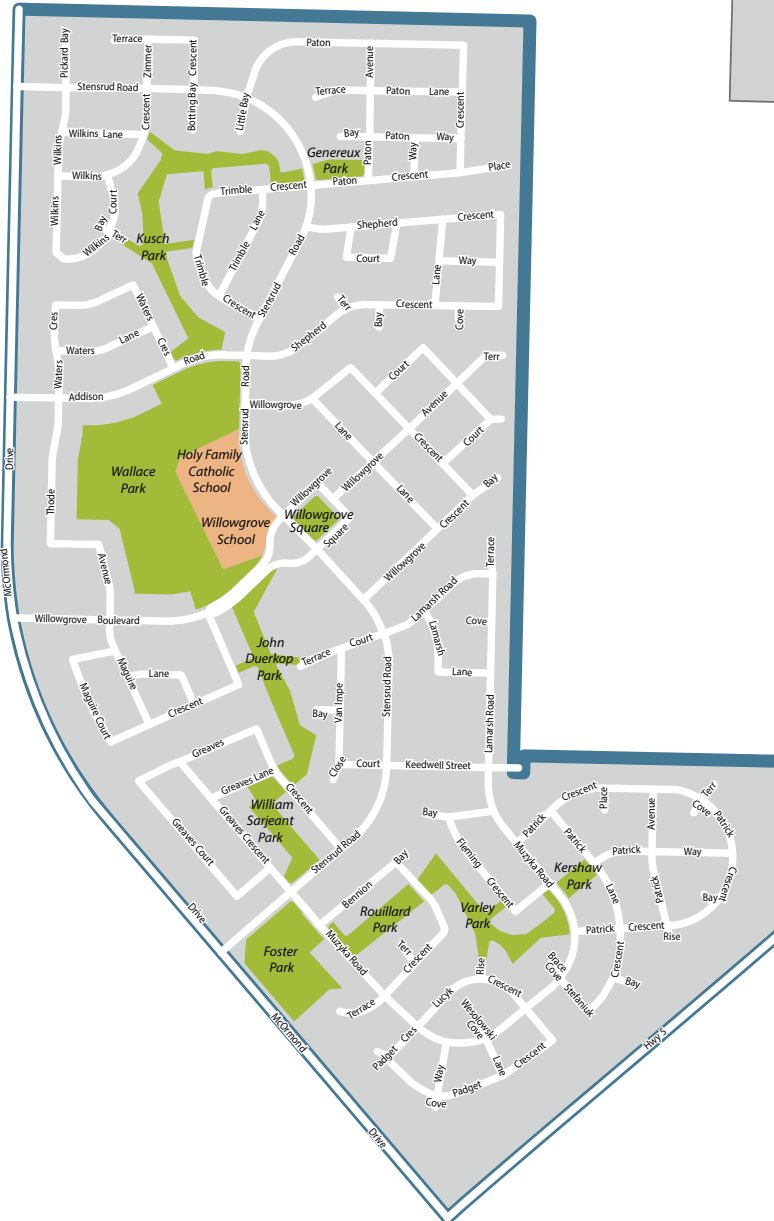 Pickard Bay
Terrace
Zimmer
Crescent
Botting Bay
Crescent
Stensrud Road
Little Bay
Paton
Avenue
Terrace
Paton
Lane
Crescent
Wilkins Lane
Wilkins
Bay
Paton
Way
Way
Paton
Genereux
Park
Place
Crescent
Paton
Crescent
Trimble
Wilkins
Wilkins
Court
Bay
Wilkins
Terr
Kusch
Park
Lane
Trimble
Trimble
Crescent
Road
Stensrud
Shepherd
Crescent
Court
Lane
Way
Crescent
Terr
Bay
Cove
Shepherd
Cres
Waters
Waters
Lane
Waters
Cres
Road
Addison
Road
Stensrud
Willowgrove
Court
Terr
Avenue
Lane
Crescent
Court
Willowgrove
Lane
Bay
Crescent
Willowgrove
Drive
McOrmond
Thode
Avenue
Wallace
Park
Holy Family
Catholic
School
Willowgrove
School
Willowgrove
Willowgrove
Square
Square
Terrace
Willowgrove
Boulevard
Lamarsh Road
Cove
Lamarsh
Lane
Court
Terrace
John
Duerkop
Park
Maguire
Lane
Crescent
Maguire Court
Van Impe
Bay
Close
Court
Stensrud Road
Lamarsh Road
Keedwell Street
Greaves
Greaves Lane
Crescent
Greaves Crescent
Greaves Court
William
Sarjeant
Park
Stensrud Road
Bay
Fleming
Crescent
Muzyka Road
Patrick
Crescent
Place
Avenue
Terr
Cove
Patrick
Patrick
Patrick
Way
Crescent
Bay
Kershaw
Park
Lane
Patrick
Patrick
Crescent
Rise
Crescent
Bay
Bennion
Bay
Rouillard
Park
Varley
Park
Terr
Crescent
Rise
Drive
Foster
Park
Muzyka Road
Terrace
Lucyk
Crescent
Brace
Cove
Stefaniuk
Wesolowski
Cove
Cres
Padget
Way
Lane
Crescent
Padget
Cove
McOrmond
Drive
Hwy 5